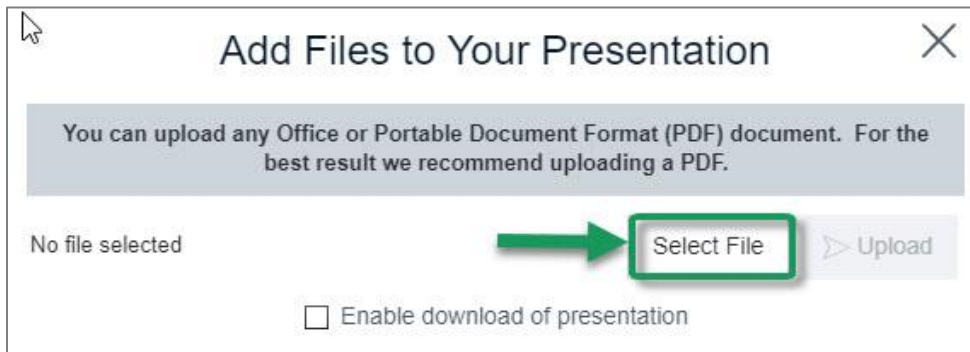 Add Files to Your Presentation
You can upload any Office or Portable Document Format (PDF) document.  For the
best result we recommend uploading a PDF.
No file selected
Select File
Upload
Enable download of presentation